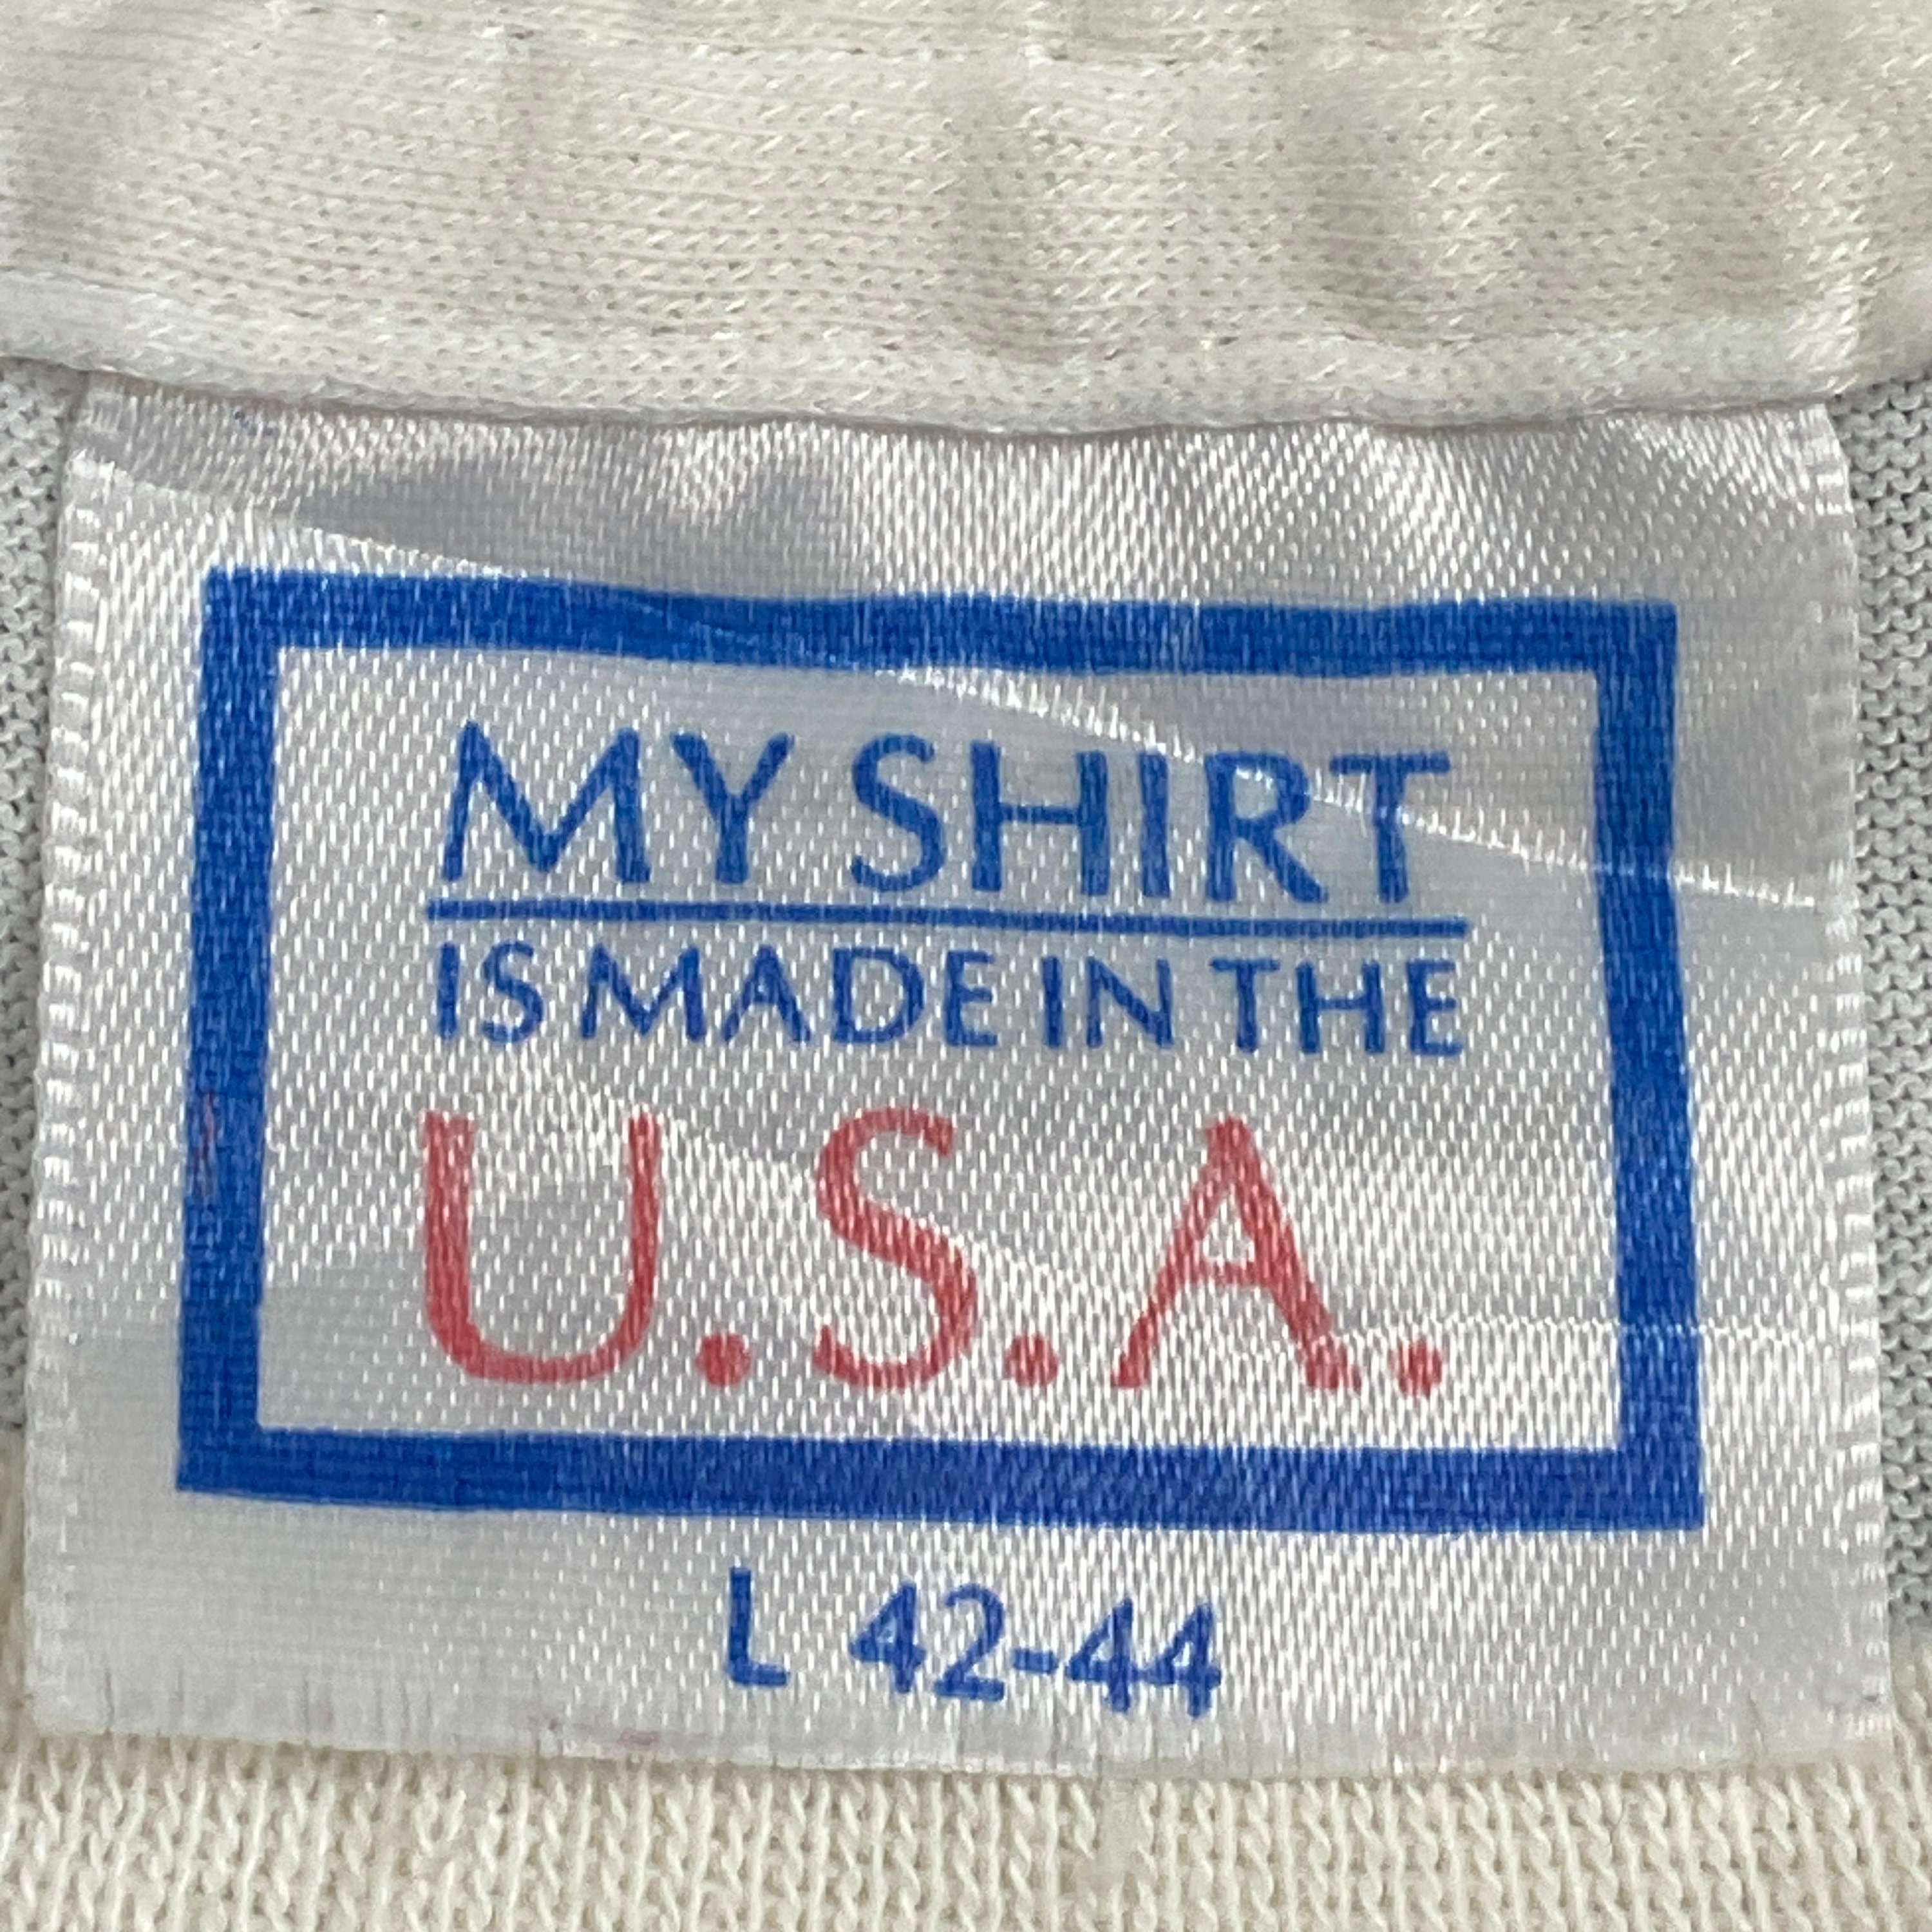 MY SHIRT
IS MADE IN THE
U.S.A.
L 42-44